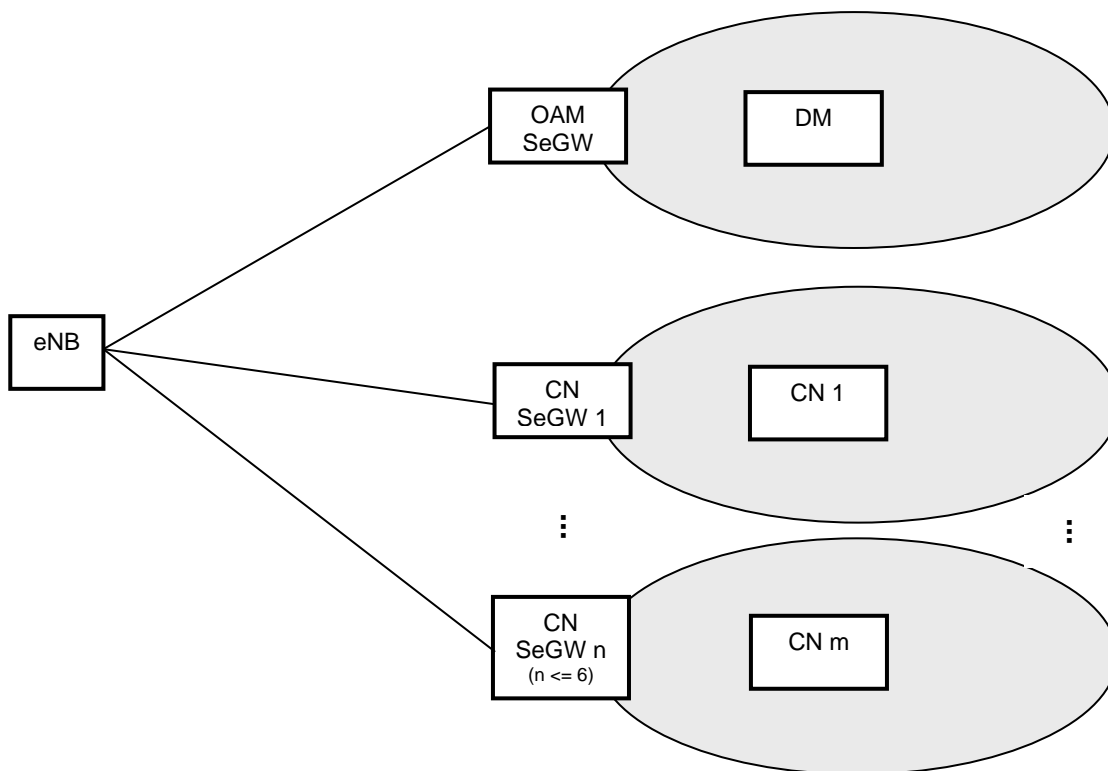 OAM
SeGW
DM
eNB
CN
SeGW 1
CN 1
...
...
CN
SeGW n
(n <= 6)
CN m